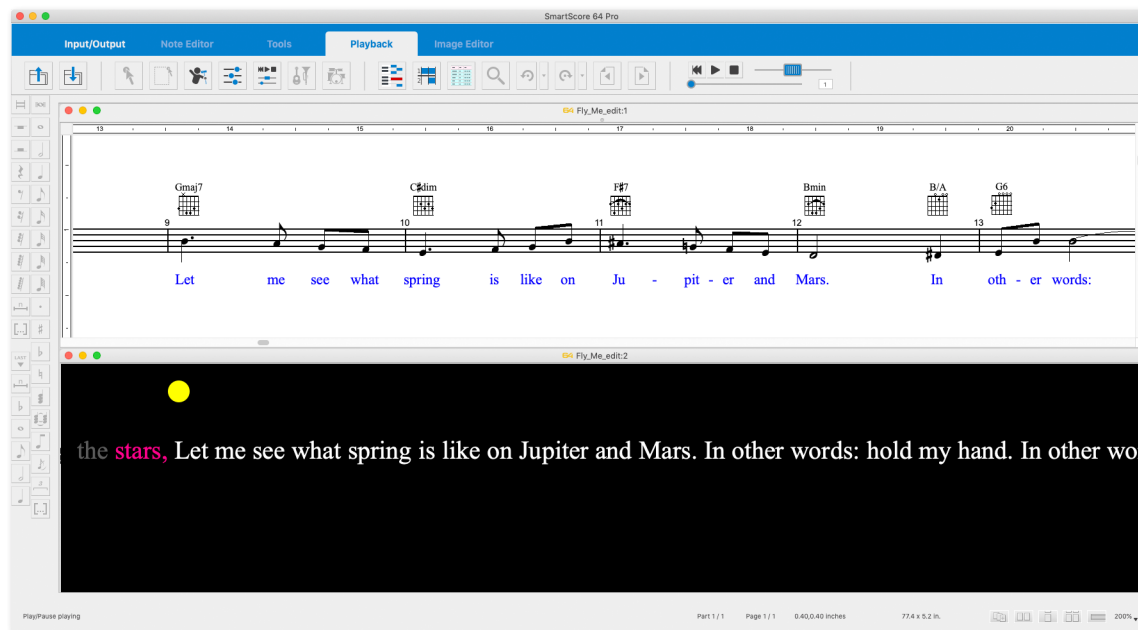 SmartScore 64 Pro
Input/Output Note Editor Tools Playback Image Editor
1
64 Fly_Me_edit:1
13 14 15 16 17 18 19 20
Gmaj7 C#dim F#7 Bmin B/A G6
9 10 11 12 13
Let me see what spring is like on Ju - pit - er and Mars. In oth - er words:
64 Fly_Me_edit:2
the stars, Let me see what spring is like on Jupiter and Mars. In other words: hold my hand. In other wo
Play/Pause playing Part 1 / 1 Page 1 / 1 0.40,0.40 Inches 77.4 x 5.2 in. 200%